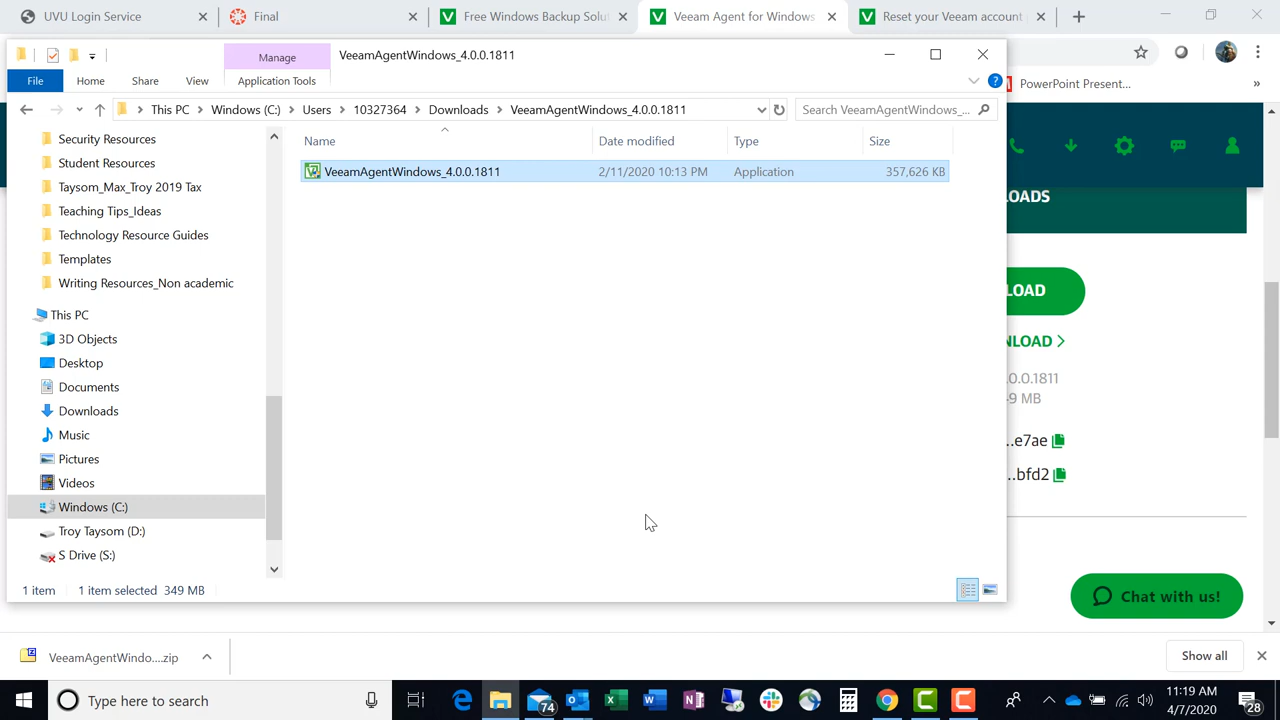 UVU Login Service
Final
Free Windows Backup Solu
Veeam Agent for Windows
Reset your Veeam account
Manage
VeeamAgentWindows_4.0.0.1811
File
Home
Share
View
Application Tools
PowerPoint Present...
»
This PC
Windows (C:)
Users
10327364
Downloads
VeeamAgentWindows_4.0.0.1811
Search VeeamAgentWindows_...
Name
Date modified
Type
Size
VeeamAgentWindows_4.0.0.1811
2/11/2020 10:13 PM
Application
357,626 KB
Security Resources
Student Resources
Taysom_Max_Troy 2019 Tax
Teaching Tips_Ideas
Technology Resource Guides
Templates
Writing Resources_Non academic
This PC
3D Objects
Desktop
Documents
Downloads
Music
Pictures
Videos
Windows (C:)
Troy Taysom (D:)
S Drive (S:)
1 item
1 item selected
349 MB
OADS
LOAD
NLOAD
.0.0.1811
9 MB
..e7ae
..bfd2
Chat with us!
VeeamAgentWindo....zip
Show all
Type here to search
74
11:19 AM
4/7/2020
28